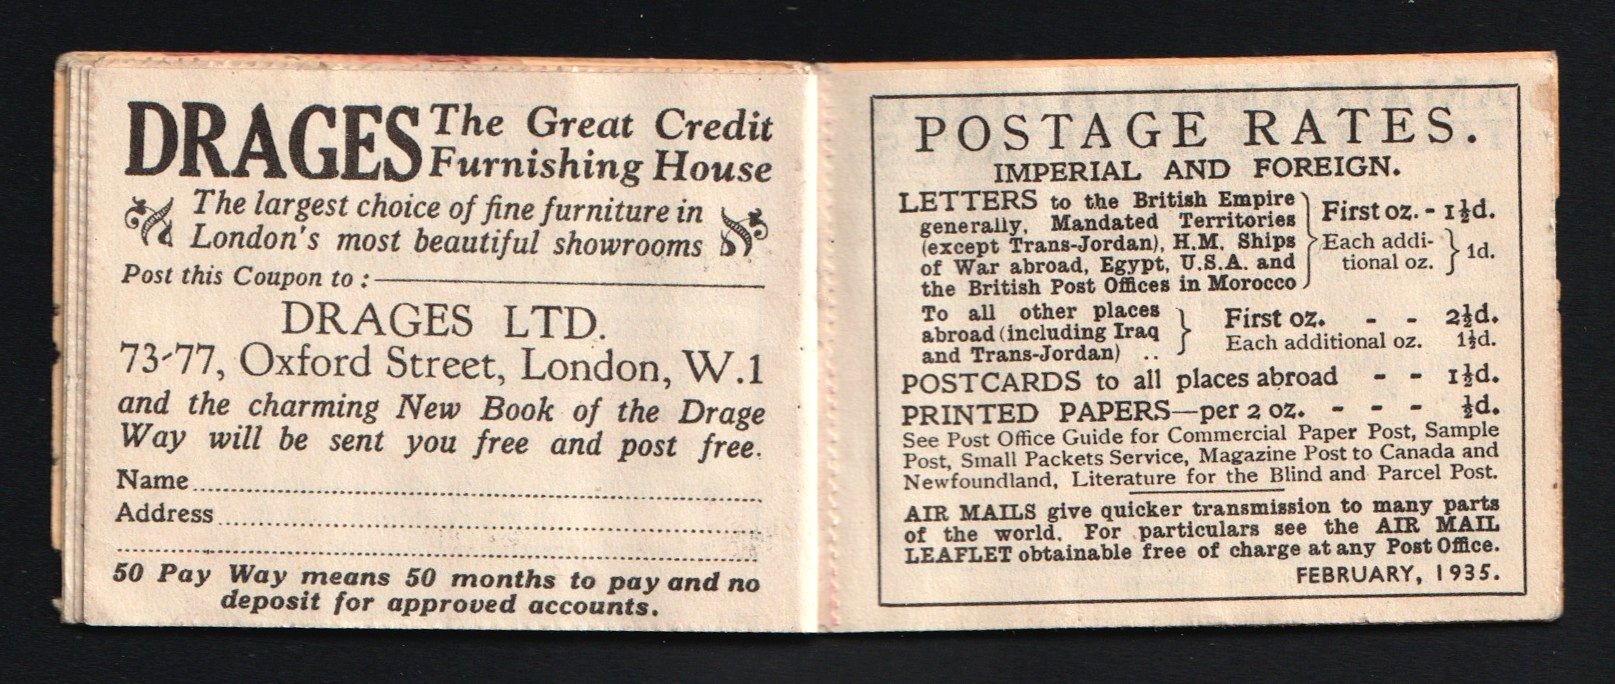 DRAGES The Great Credit
Furnishing House
The largest choice of fine furniture in
London's most beautiful showrooms
Post this Coupon to :
DRAGES LTD.
73-77, Oxford Street, London, W.1
and the charming New Book of the Drage
Way will be sent you free and post free.
Name
Address
50 Pay Way means 50 months to pay and no
deposit for approved accounts.
POSTAGE RATES.
IMPERIAL AND FOREIGN.
LETTERS to the British Empire
generally, Mandated Territories
(except Trans-Jordan), H.M. Ships
of War abroad, Egypt, U.S.A. and
the British Post Offices in Morocco
First oz. - 1½d.
Each addi-
tional oz. 1d.
To all other places
abroad (including Iraq
and Trans-Jordan) ..
First oz. - - 2½d.
Each additional oz. 1½d.
POSTCARDS to all places abroad - - 1½d.
PRINTED PAPERS—per 2 oz. - - - ½d.
See Post Office Guide for Commercial Paper Post, Sample
Post, Small Packets Service, Magazine Post to Canada and
Newfoundland, Literature for the Blind and Parcel Post.
AIR MAILS give quicker transmission to many parts
of the world. For particulars see the AIR MAIL
LEAFLET obtainable free of charge at any Post Office.
FEBRUARY, 1935.